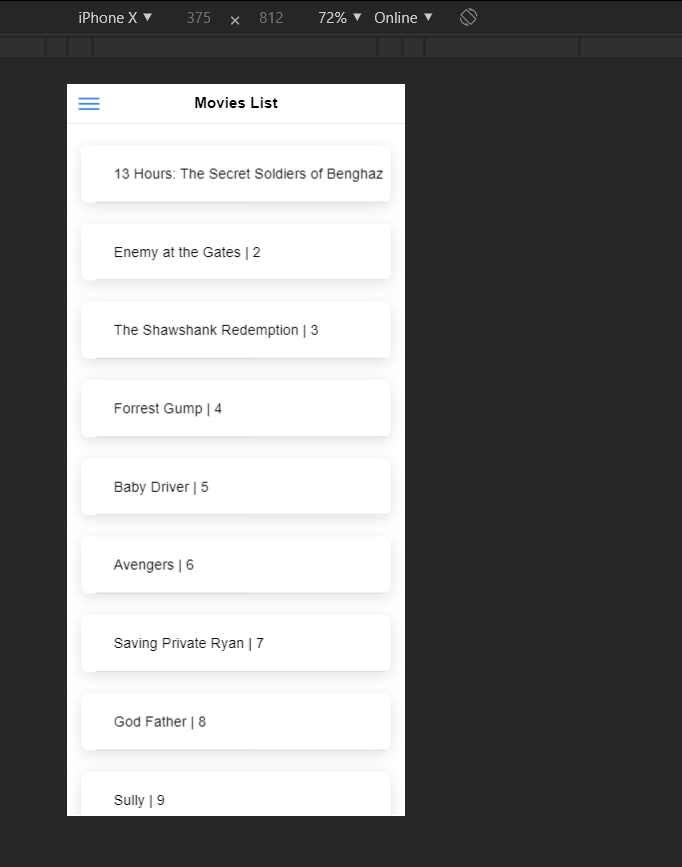 iPhone X ▼ 375 × 812 72% ▼ Online ▼
Movies List
13 Hours: The Secret Soldiers of Benghaz
Enemy at the Gates | 2
The Shawshank Redemption | 3
Forrest Gump | 4
Baby Driver | 5
Avengers | 6
Saving Private Ryan | 7
God Father | 8
Sully | 9